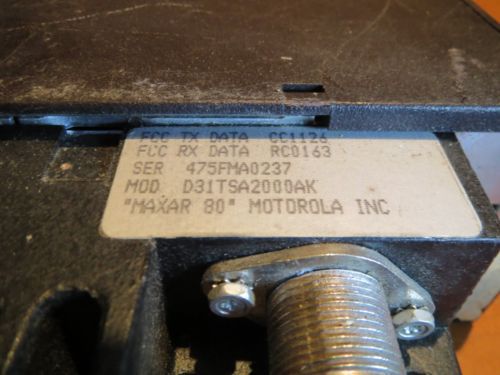 FCC TX DATA CC1126
FCC RX DATA RC0163
SER 475FMA0237
MOD D31TSA2000AK
"MAXAR 80" MOTOROLA INC